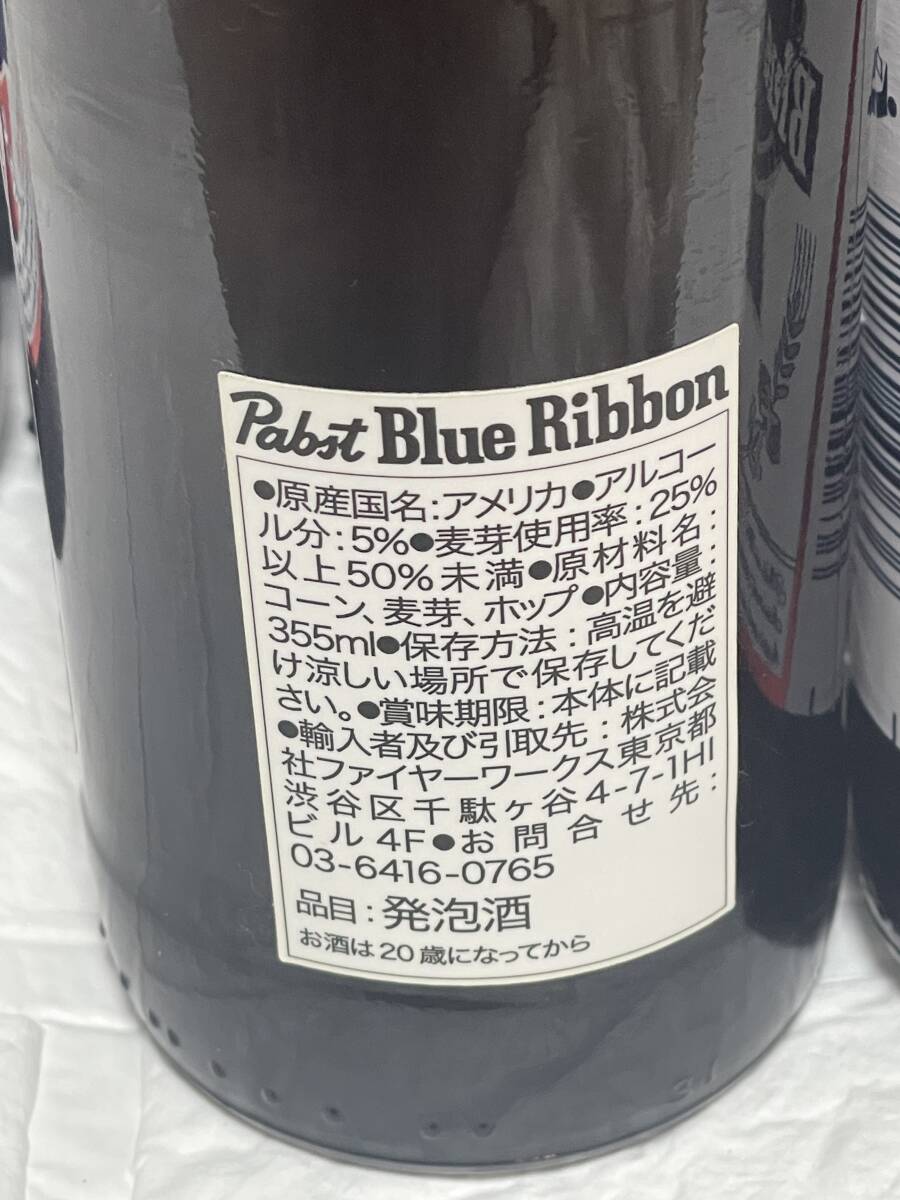 Pabst Blue Ribbon
●原産国名:アメリカ●アルコー
ル分:5%●麦芽使用率:25%
以上50%未満●原材料名:
コーン、麦芽、ホップ●内容量:
355ml●保存方法:高温を避
け涼しい場所で保存してくだ
さい。●賞味期限:本体に記載
●輸入者及び引取先:株式会
社ファイヤーワークス東京都
渋谷区千駄ヶ谷4-7-1HI
ビル4F●お問合せ先:
03-6416-0765
品目:発泡酒
お酒は20歳になってから